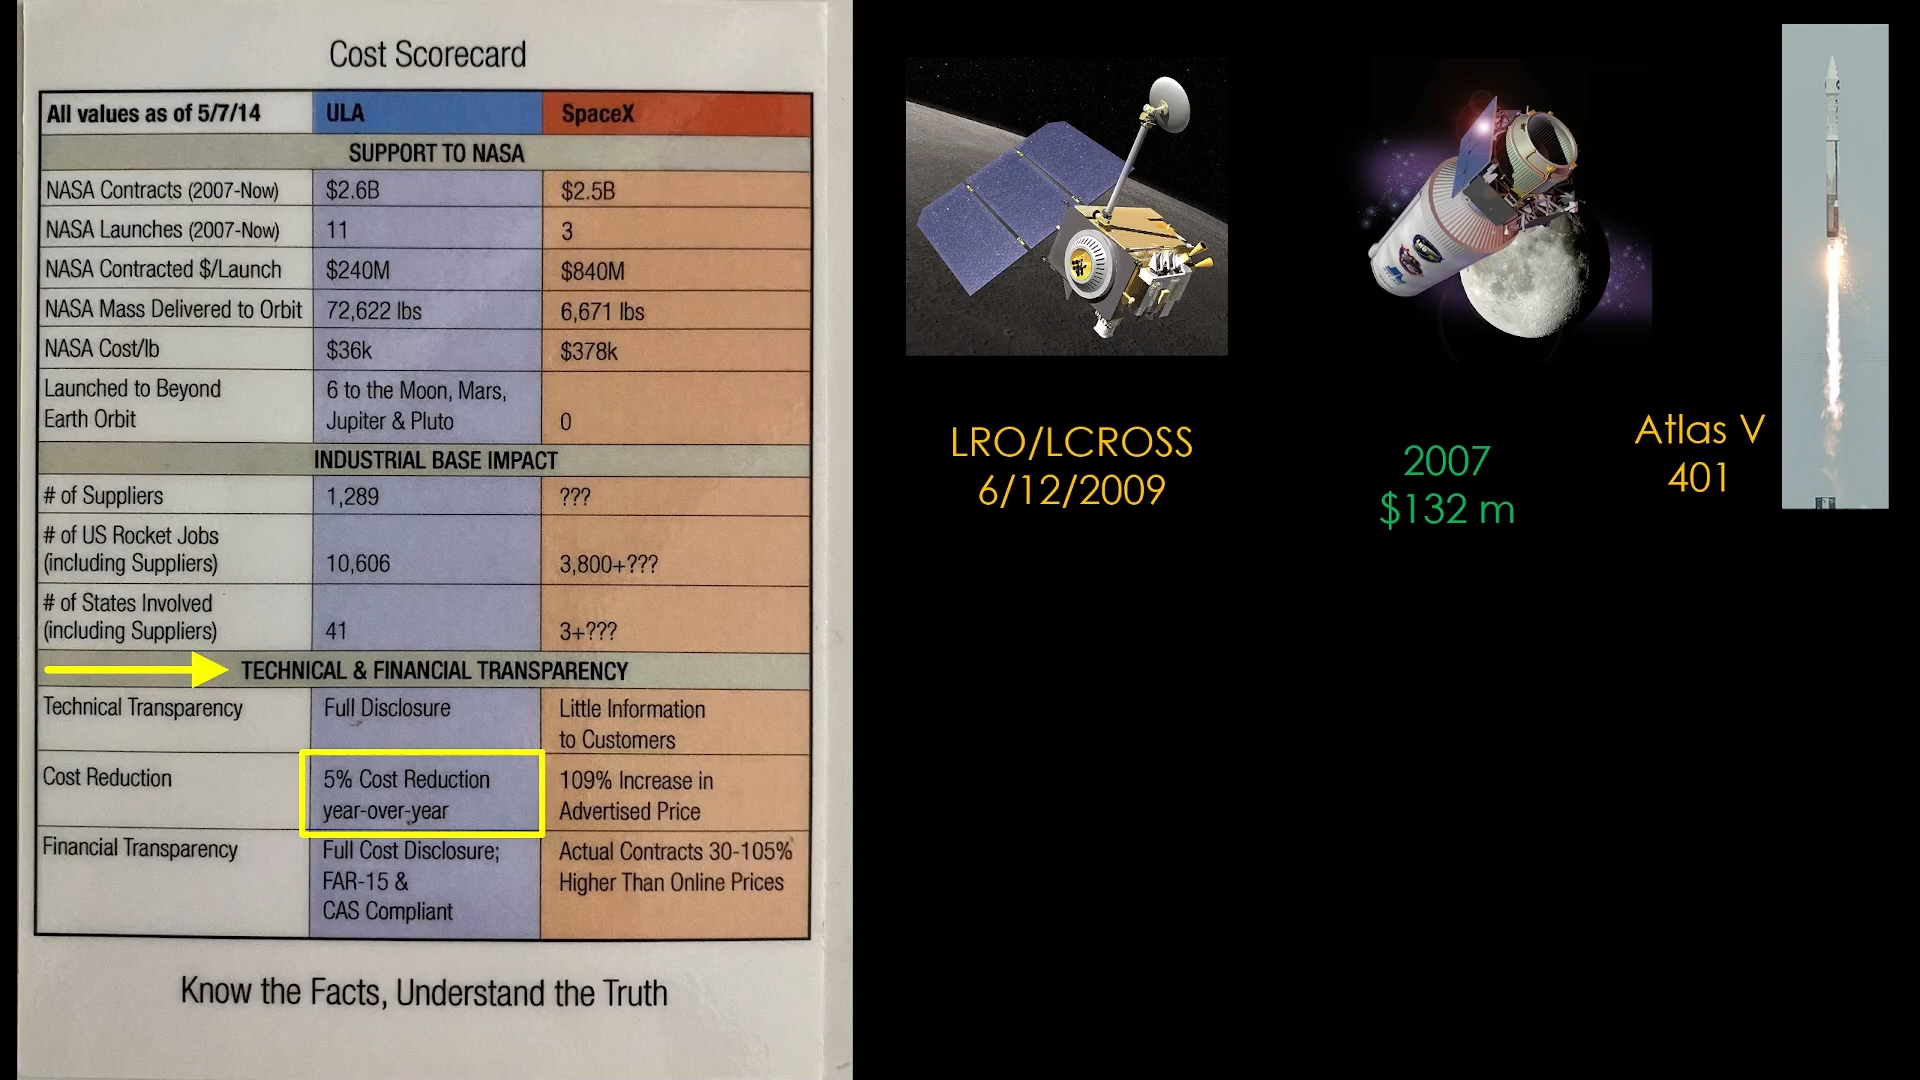 Cost Scorecard
All values as of 5/7/14 ULA SpaceX
SUPPORT TO NASA
NASA Contracts (2007-Now) $2.6B $2.5B
NASA Launches (2007-Now) 11 3
NASA Contracted $/Launch $240M $840M
NASA Mass Delivered to Orbit 72,622 lbs 6,671 lbs
NASA Cost/lb $36k $378k
Launched to Beyond 6 to the Moon, Mars,
Earth Orbit Jupiter & Pluto 0
INDUSTRIAL BASE IMPACT
# of Suppliers 1,289 ???
# of US Rocket Jobs
(including Suppliers) 10,606 3,800+???
# of States Involved
(including Suppliers) 41 3+???
TECHNICAL & FINANCIAL TRANSPARENCY
Technical Transparency Full Disclosure Little Information
to Customers
Cost Reduction 5% Cost Reduction 109% Increase in
year-over-year Advertised Price
Financial Transparency Full Cost Disclosure; Actual Contracts 30-105%
FAR-15 & Higher Than Online Prices
CAS Compliant
Know the Facts, Understand the Truth
LRO/LCROSS
6/12/2009
2007
$132 m
Atlas V
401